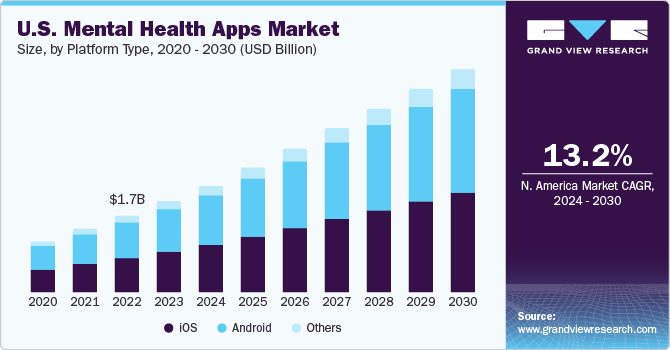 U.S. Mental Health Apps Market
Size, by Platform Type, 2020 - 2030 (USD Billion)
$1.7B
2020 2021 2022 2023 2024 2025 2026 2027 2028 2029 2030
iOS Android Others
GRAND VIEW RESEARCH
13.2%
N. America Market CAGR,
2024 - 2030
Source:
www.grandviewresearch.com